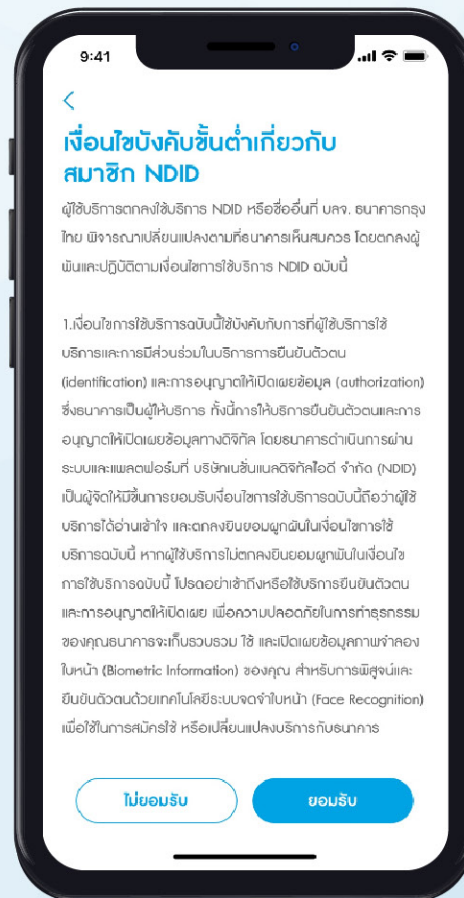 9:41
เงื่อนไขบังคับขั้นต่ำเกี่ยวกับ
สมาชิก NDID
ผู้ใช้บริการตกลงใช้บริการ NDID หรือชื่ออื่นที่ บลจ. ธนาคารกรุง
ไทย พิจารณาเปลี่ยนแปลงตามที่ธนาคารเห็นสมควร โดยตกลงผู้
พันและปฏิบัติตามเงื่อนไขการใช้บริการ NDID ฉบับนี้
1.เงื่อนไขการใช้บริการฉบับนี้ใช้บังคับกับการที่ผู้ใช้บริการใช้
บริการและการมีส่วนร่วมในบริการการยืนยันตัวตน
(identification) และการอนุญาตให้เปิดเผยข้อมูล (authorization)
ซึ่งธนาคารเป็นผู้ให้บริการ ทั้งนี้การให้บริการยืนยันตัวตนและการ
อนุญาตให้เปิดเผยข้อมูลทางดิจิทัล โดยธนาคารดำเนินการผ่าน
ระบบและแพลตฟอร์มที่ บริษัทเนชั่นแนลดิจิทัลไอดี จำกัด (NDID)
เป็นผู้จัดให้มีขึ้นการยอมรับเงื่อนไขการใช้บริการฉบับนี้ถือว่าผู้ใช้
บริการได้อ่านเข้าใจ และตกลงยินยอมผูกพันในเงื่อนไขการใช้
บริการฉบับนี้ หากผู้ใช้บริการไม่ตกลงยินยอมผูกพันในเงื่อนไข
การใช้บริการฉบับนี้ โปรดอย่าเข้าถึงหรือใช้บริการยืนยันตัวตน
และการอนุญาตให้เปิดเผย เพื่อความปลอดภัยในการทำธุรกรรม
ของคุณธนาคารจะเก็บรวบรวม ใช้ และเปิดเผยข้อมูลภาพจำลอง
ใบหน้า (Biometric Information) ของคุณ สำหรับการพิสูจน์และ
ยืนยันตัวตนด้วยเทคโนโลยีระบบจดจำใบหน้า (Face Recognition)
เพื่อใช้ในการสมัครใช้ หรือเปลี่ยนแปลงบริการกับธนาคาร
ไม่ยอมรับ
ยอมรับ